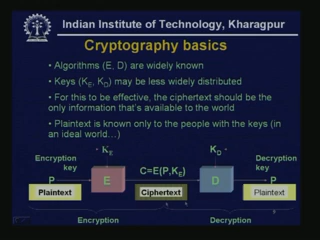 Indian Institute of Technology, Kharagpur
Cryptography basics
• Algorithms (E, D) are widely known
• Keys (KE, KD) may be less widely distributed
• For this to be effective, the ciphertext should be the
only information that's available to the world
• Plaintext is known only to the people with the keys (in
an ideal world…)
KE
KD
Encryption
key
C=E(P,KE)
Decryption
key
P
P
Plaintext
E
Ciphertext
D
Plaintext
Encryption
Decryption